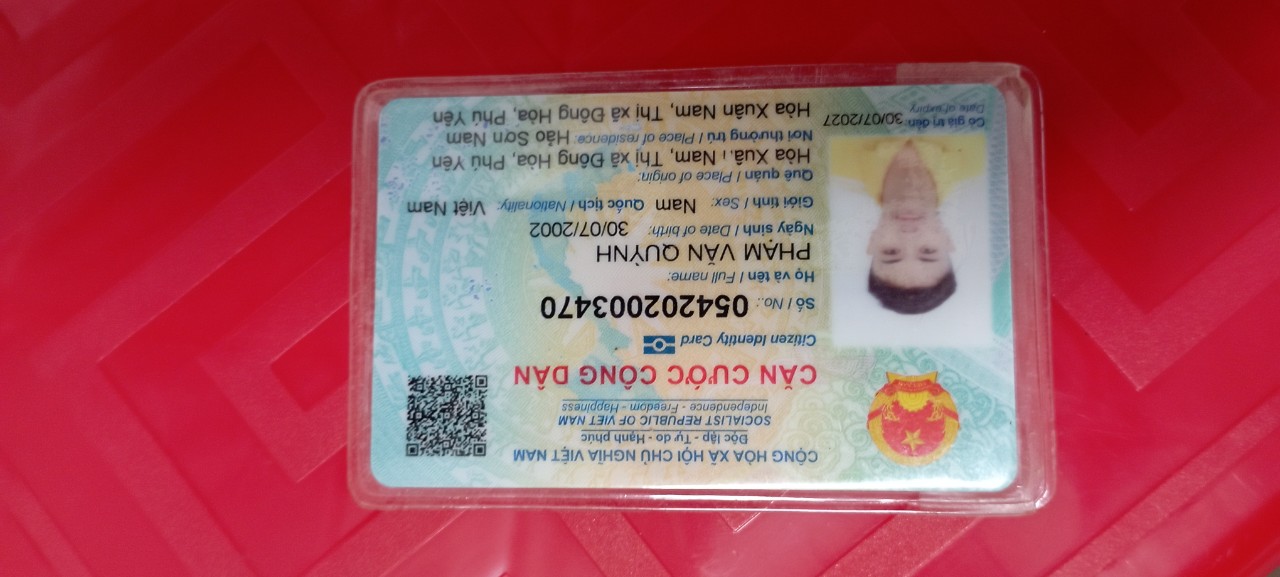 CỘNG HÒA XÃ HỘI CHỦ NGHĨA VIỆT NAM
Độc lập - Tự do - Hạnh phúc
SOCIALIST REPUBLIC OF VIET NAM
Independence - Freedom - Happiness
CĂN CƯỚC CÔNG DÂN
Citizen Identity Card
Số / No.: 054202003470
Họ và tên / Full name:
PHẠM VĂN QUỲNH
Ngày sinh / Date of birth: 30/07/2002
Giới tính / Sex: Nam Quốc tịch / Nationality: Việt Nam
Quê quán / Place of origin:
Hòa Nam, Thị xã Đông Hòa, Phú Yên
Nơi thường trú / Place of residence: Hảo Sơn Nam
Hòa Xuân Nam, Thị xã Đông Hòa, Phú Yên
Có giá trị đến: 30/07/2027
Date of expiry